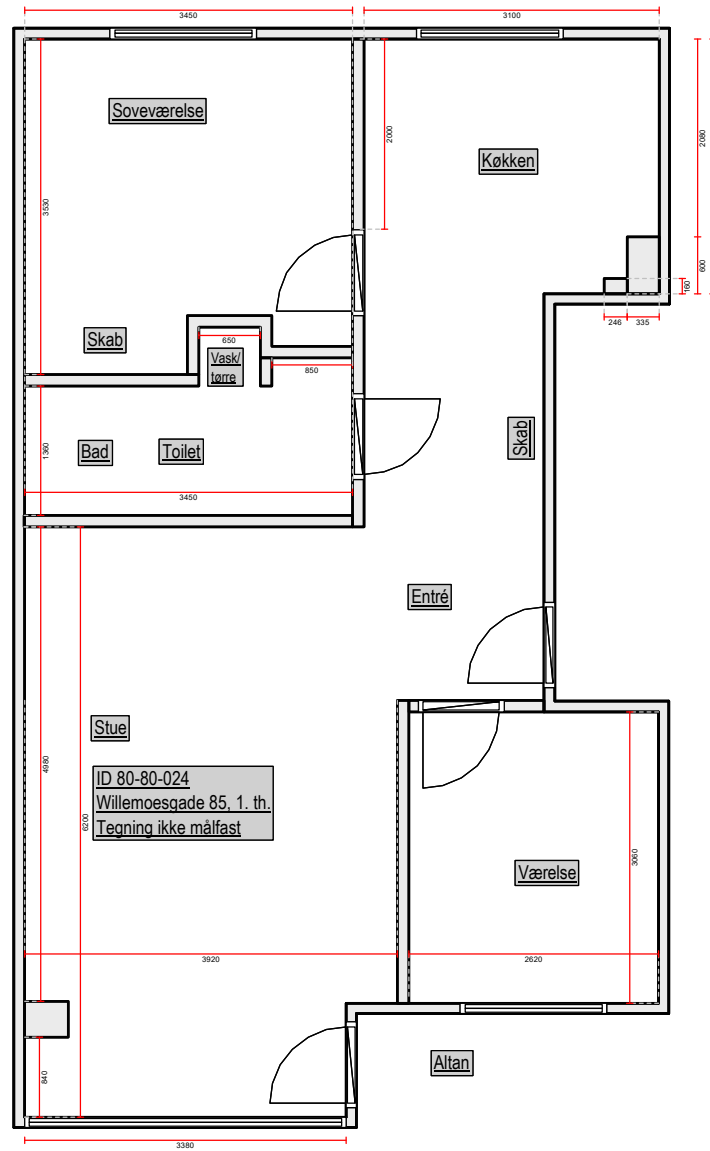 3450
3100
Soveværelse
Køkken
2000
2080
3530
600
160
246
335
Skab
650
Vask/
tørre
850
Bad
Toilet
1360
3450
Skab
Entré
Stue
4980
6200
ID 80-80-024
Willemoesgade 85, 1. th.
Tegning ikke målfast
3060
Værelse
3920
2620
Altan
840
3380